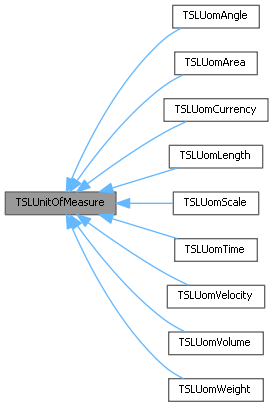 TSLUomAngle
TSLUomArea
TSLUomCurrency
TSLUomLength
TSLUnitOfMeasure
TSLUomScale
TSLUomTime
TSLUomVelocity
TSLUomVolume
TSLUomWeight